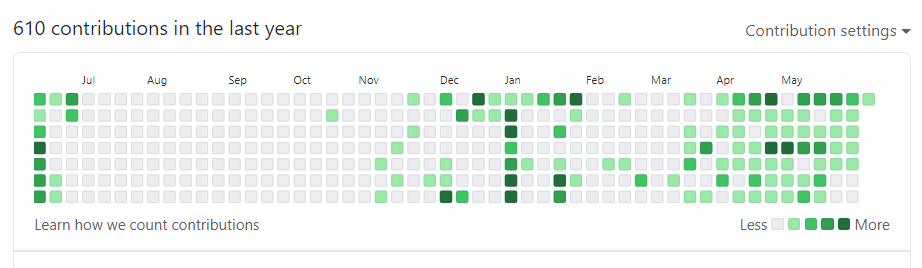 610 contributions in the last year
Contribution settings
Jul Aug Sep Oct Nov Dec Jan Feb Mar Apr May
Learn how we count contributions
Less More